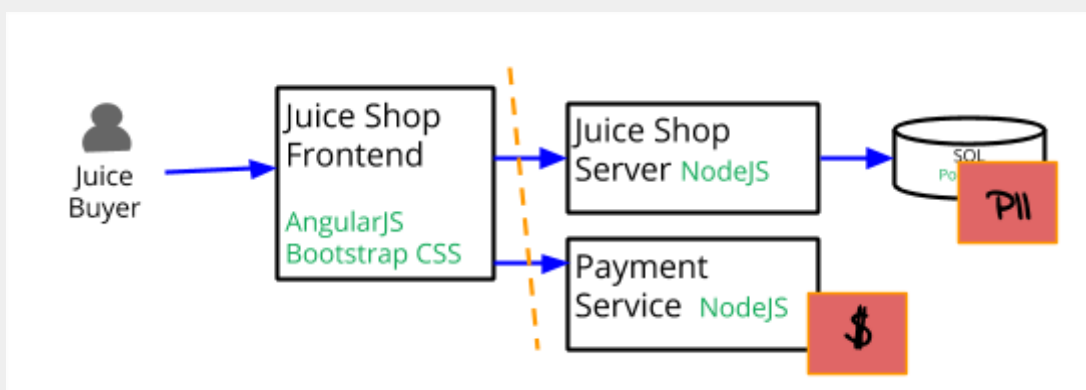 Juice
Buyer
Juice Shop
Frontend
AngularJS
Bootstrap CSS
Juice Shop
Server NodeJS
Payment
Service NodeJS
$
SQL
PII